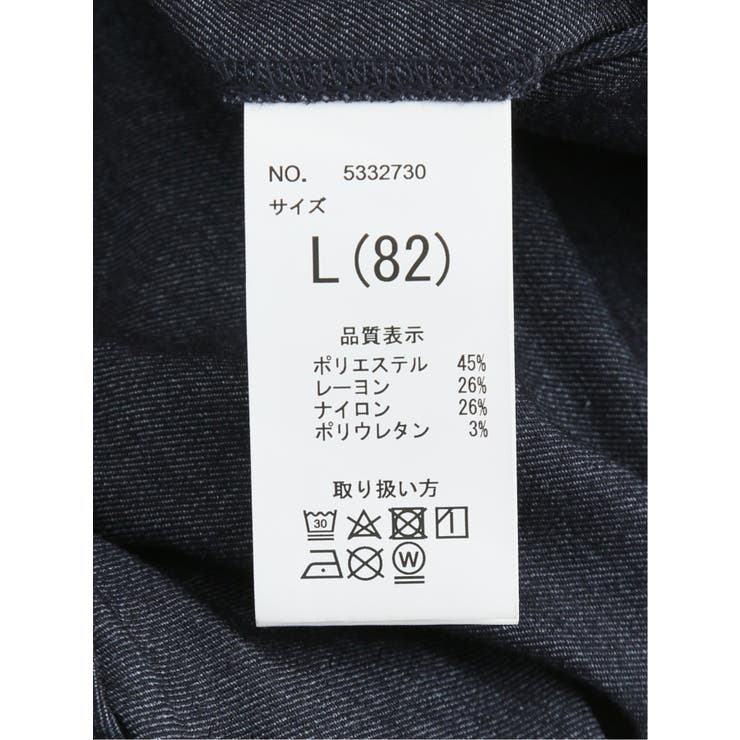 NO. 5332730
サイズ
L(82)
品質表示
ポリエステル 45%
レーヨン 26%
ナイロン 26%
ポリウレタン 3%
取り扱い方
30
W